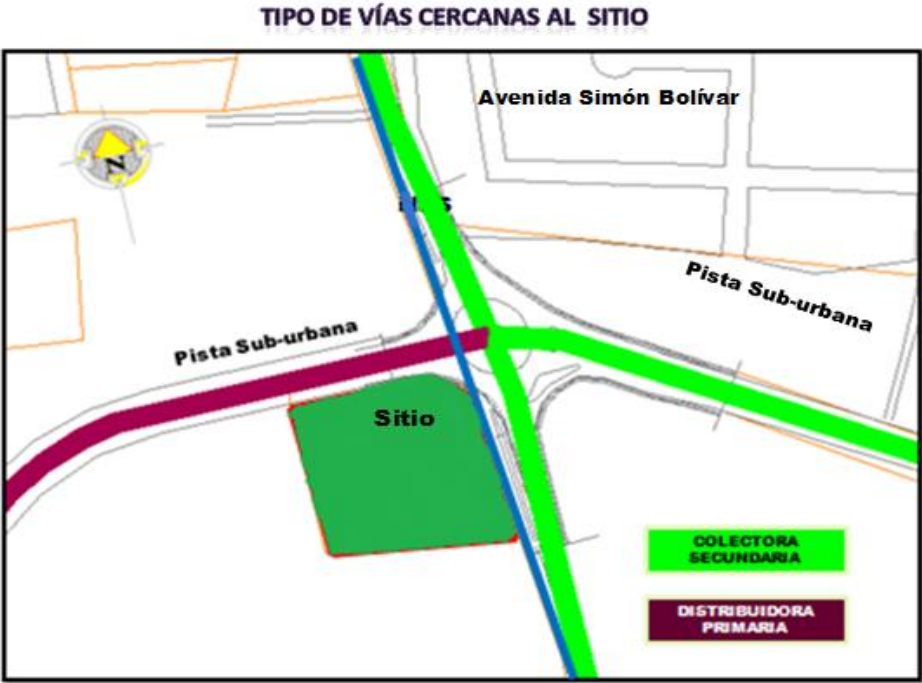 TIPO DE VÍAS CERCANAS AL SITIO
Avenida Simón Bolívar
N
Pista Sub-urbana
Pista Sub-urbana
Sitio
COLECTORA
SECUNDARIA
DISTRIBUIDORA
PRIMARIA